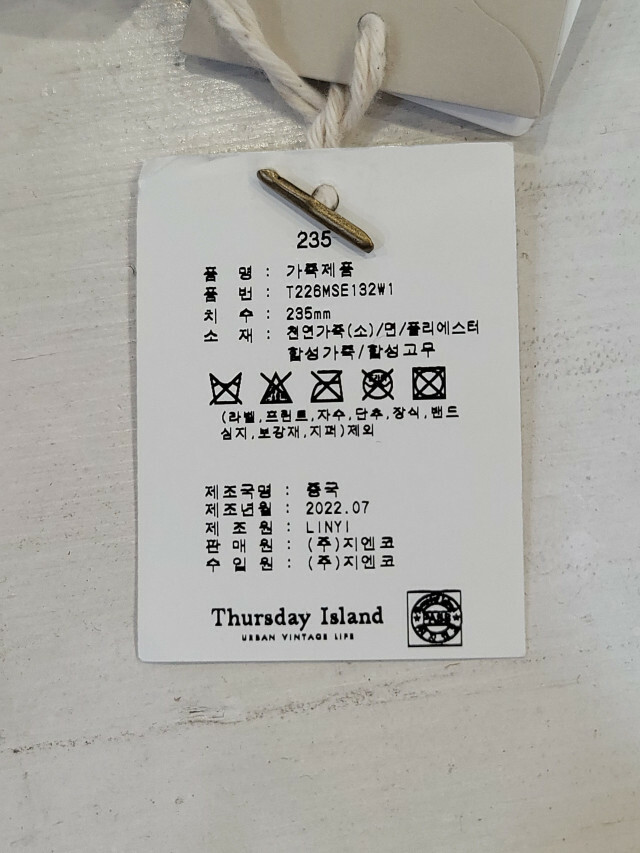 235
품 명 : 가죽제품
품 번 : T226MSE132W1
치 수 : 235mm
소 재 : 천연가죽(소)/면/폴리에스터
합성가죽/합성고무
(라벨,프린트,자수,단추,장식,밴드
심지,보강재,지퍼)제외
제조국명 : 중국
제조년월 : 2022.07
제 조 원 : LINYI
판 매 원 : (주)지엔코
수 입 원 : (주)지엔코
Thursday Island
URBAN VINTAGE LIFE